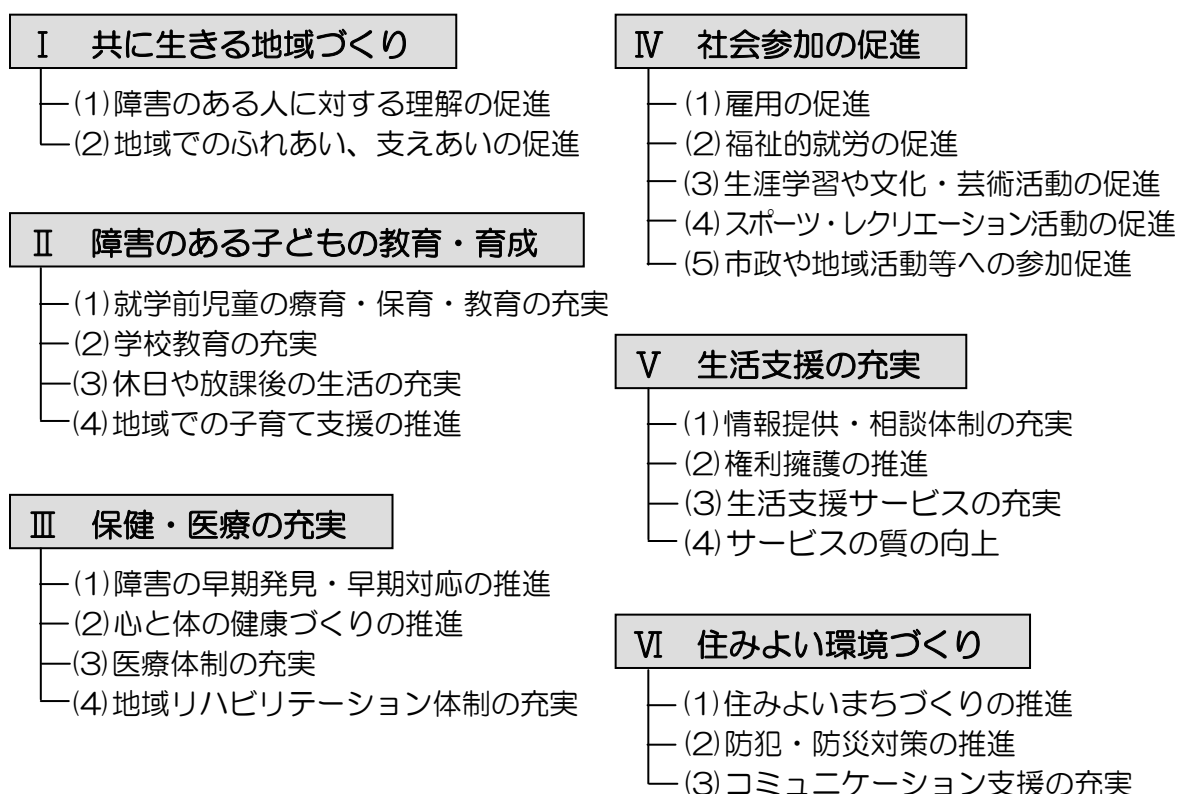 Ⅰ 共に生きる地域づくり
(1)障害のある人に対する理解の促進
(2)地域でのふれあい、支えあいの促進
Ⅱ 障害のある子どもの教育・育成
(1)就学前児童の療育・保育・教育の充実
(2)学校教育の充実
(3)休日や放課後の生活の充実
(4)地域での子育て支援の推進
Ⅲ 保健・医療の充実
(1)障害の早期発見・早期対応の推進
(2)心と体の健康づくりの推進
(3)医療体制の充実
(4)地域リハビリテーション体制の充実
Ⅳ 社会参加の促進
(1)雇用の促進
(2)福祉的就労の促進
(3)生涯学習や文化・芸術活動の促進
(4)スポーツ・レクリエーション活動の促進
(5)市政や地域活動等への参加促進
Ⅴ 生活支援の充実
(1)情報提供・相談体制の充実
(2)権利擁護の推進
(3)生活支援サービスの充実
(4)サービスの質の向上
Ⅵ 住みよい環境づくり
(1)住みよいまちづくりの推進
(2)防犯・防災対策の推進
(3)コミュニケーション支援の充実